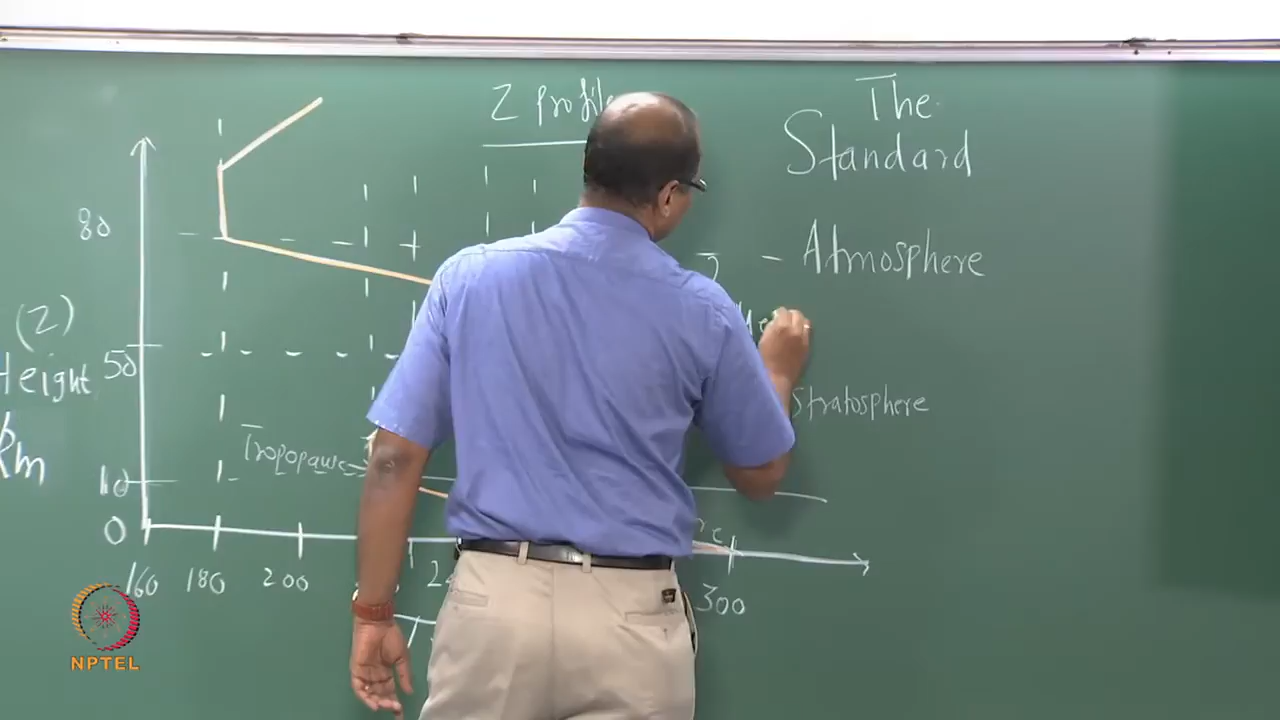 Z Profile
The
Standard
Atmosphere
80
(Z)
Height
50
km
Stratosphere
Tropopause
10
0
160 180 200 300
NPTEL